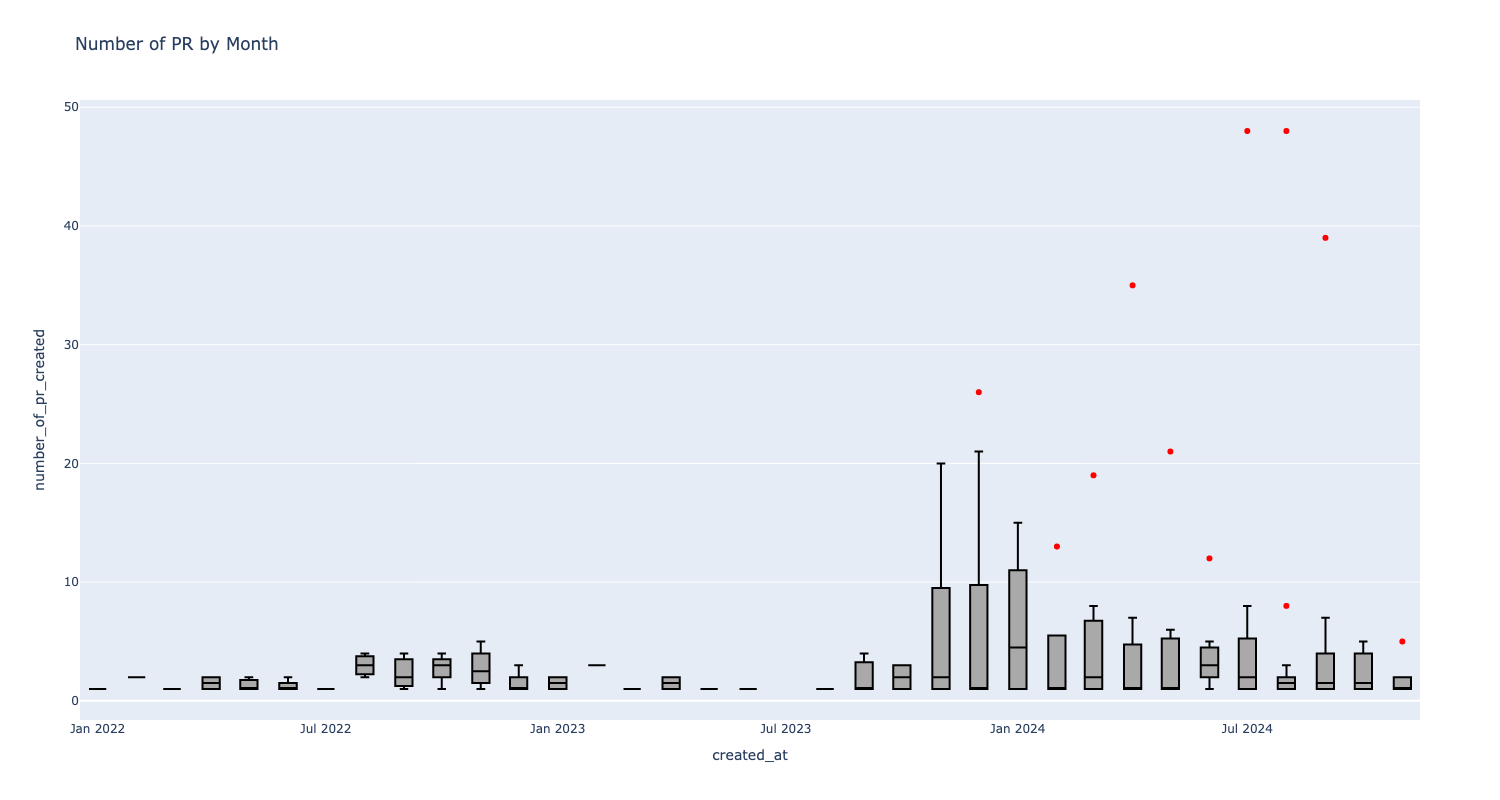 Number of PR by Month
50
40
30
20
10
0
number_of_pr_created
Jan 2022
Jul 2022
Jan 2023
Jul 2023
Jan 2024
Jul 2024
created_at